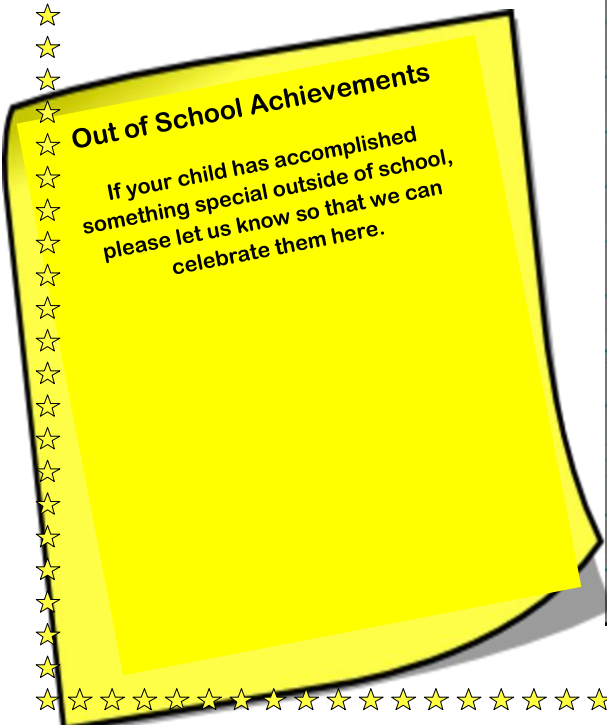 Out of School Achievements
If your child has accomplished
something special outside of school,
please let us know so that we can
celebrate them here.